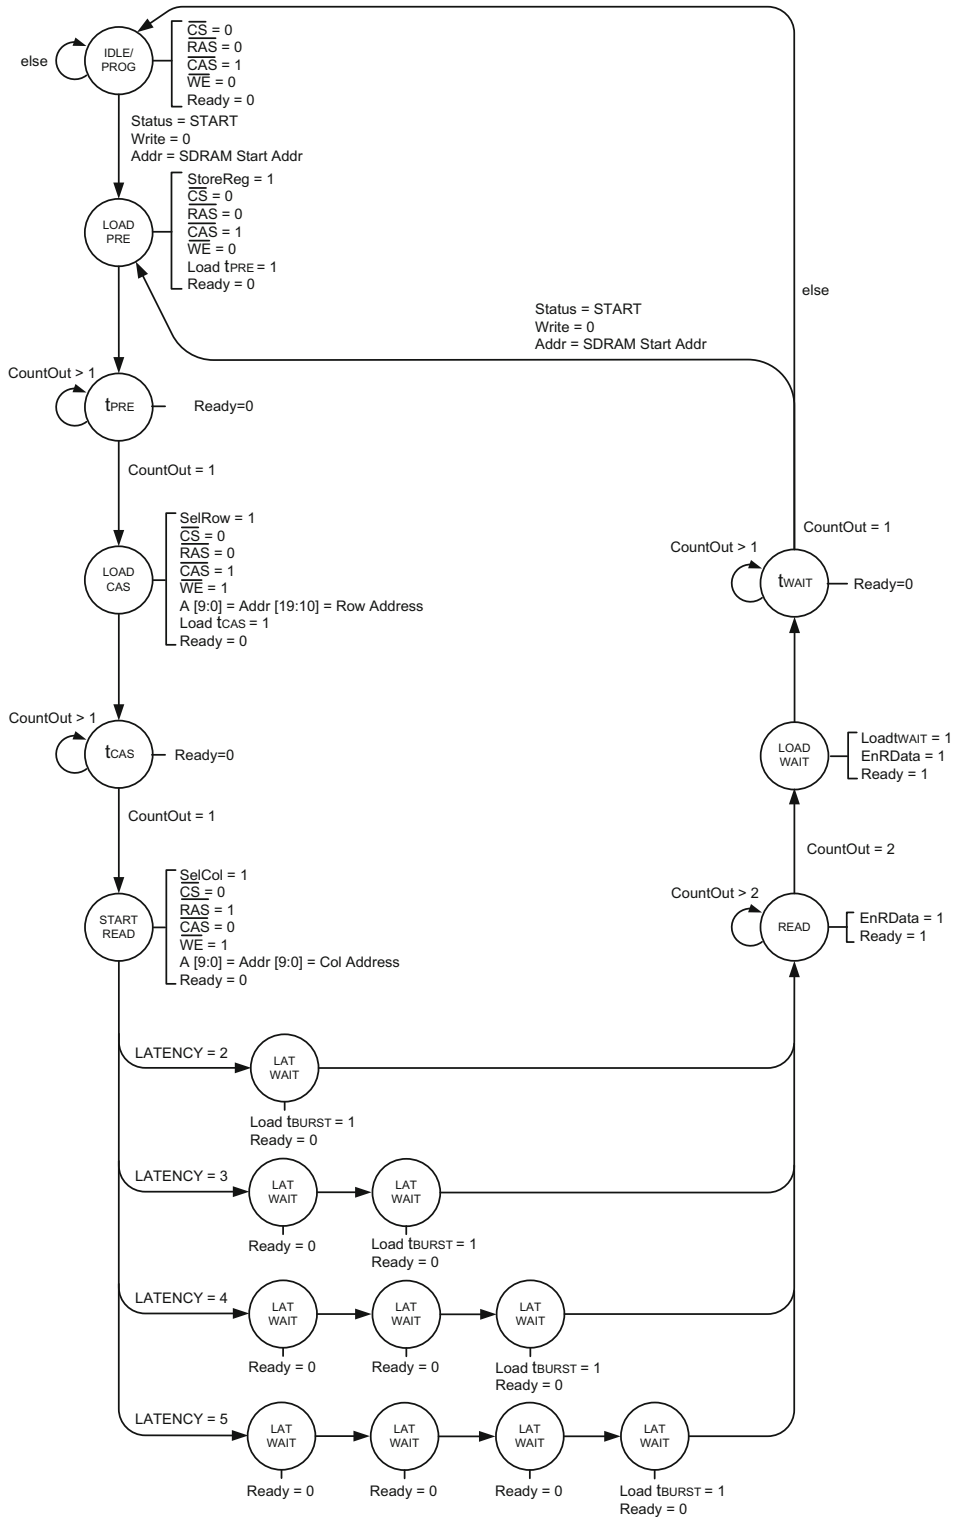 else
IDLE/
PROG
CS = 0
RAS = 0
CAS = 1
WE = 0
Ready = 0
Status = START
Write = 0
Addr = SDRAM Start Addr
LOAD
PRE
StoreReg = 1
CS = 0
RAS = 0
CAS = 1
WE = 0
Load tPRE = 1
Ready = 0
else
Status = START
Write = 0
Addr = SDRAM Start Addr
CountOut > 1
tPRE
Ready=0
CountOut = 1
LOAD
CAS
SelRow = 1
CS = 0
RAS = 0
CAS = 1
WE = 1
A [9:0] = Addr [19:10] = Row Address
Load tCAS = 1
Ready = 0
CountOut = 1
CountOut > 1
tWAIT
Ready=0
CountOut > 1
tCAS
Ready=0
CountOut = 1
LOAD
WAIT
LoadtWAIT = 1
EnRData = 1
Ready = 1
CountOut = 2
START
READ
SelCol = 1
CS = 0
RAS = 1
CAS = 0
WE = 1
A [9:0] = Addr [9:0] = Col Address
Ready = 0
CountOut > 2
READ
EnRData = 1
Ready = 1
LATENCY = 2
LAT
WAIT
Load tBURST = 1
Ready = 0
LATENCY = 3
LAT
WAIT
Ready = 0
LAT
WAIT
Load tBURST = 1
Ready = 0
LATENCY = 4
LAT
WAIT
Ready = 0
LAT
WAIT
Ready = 0
LAT
WAIT
Load tBURST = 1
Ready = 0
LATENCY = 5
LAT
WAIT
Ready = 0
LAT
WAIT
Ready = 0
LAT
WAIT
Ready = 0
LAT
WAIT
Load tBURST = 1
Ready = 0